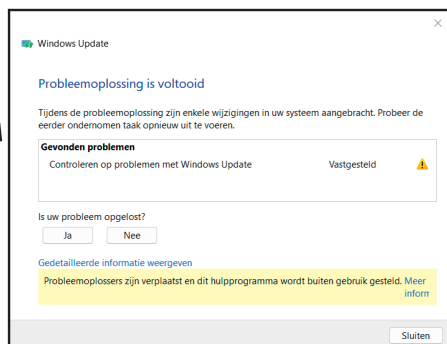 Windows Update
Probleemoplossing is voltooid
Tijdens de probleemoplossing zijn enkele wijzigingen in uw systeem aangebracht. Probeer de
eerder ondernomen taak opnieuw uit te voeren.
Gevonden problemen
Controleren op problemen met Windows Update Vastgesteld
Is uw probleem opgelost?
Ja Nee
Gedetailleerde informatie weergeven
Probleemoplossers zijn verplaatst en dit hulpprogramma wordt buiten gebruik gesteld. Meer
inforr
Sluiten